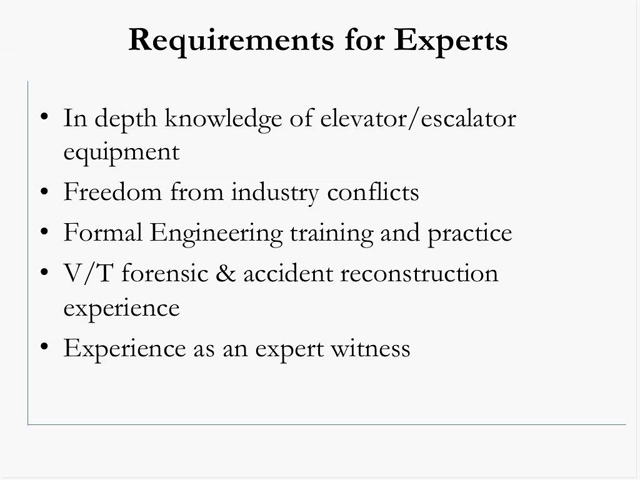 Requirements for Experts
• In depth knowledge of elevator/escalator
equipment
• Freedom from industry conflicts
• Formal Engineering training and practice
• V/T forensic & accident reconstruction
experience
• Experience as an expert witness